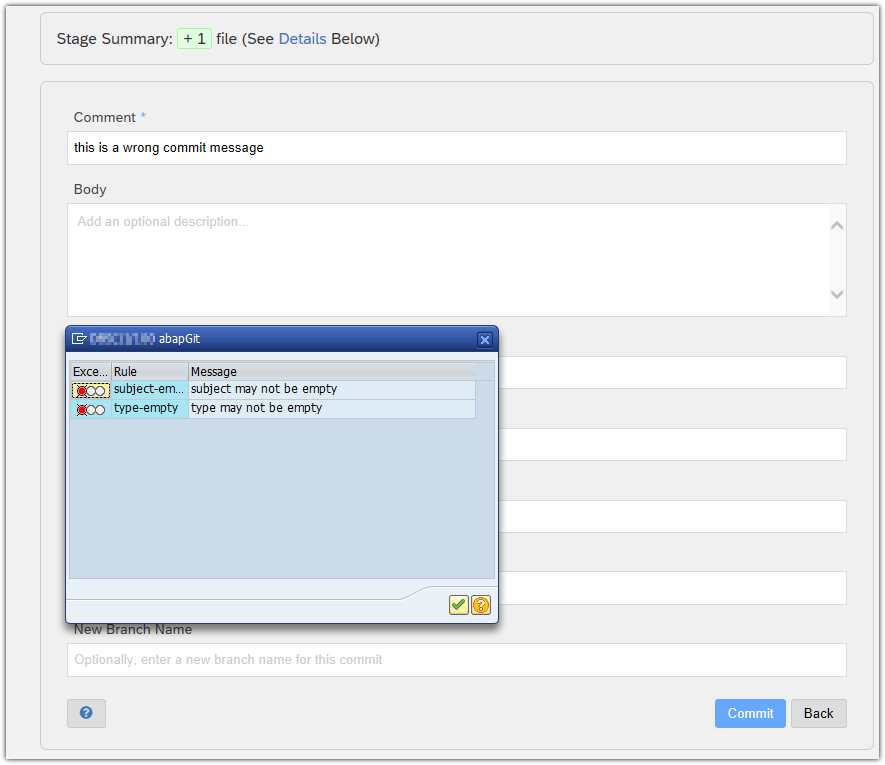 Stage Summary: + 1 file (See Details Below)
Comment *
this is a wrong commit message
Body
Add an optional description...
abapGit
Exce... Rule Message
subject-em... subject may not be empty
type-empty type may not be empty
New Branch Name
Optionally, enter a new branch name for this commit
Commit Back